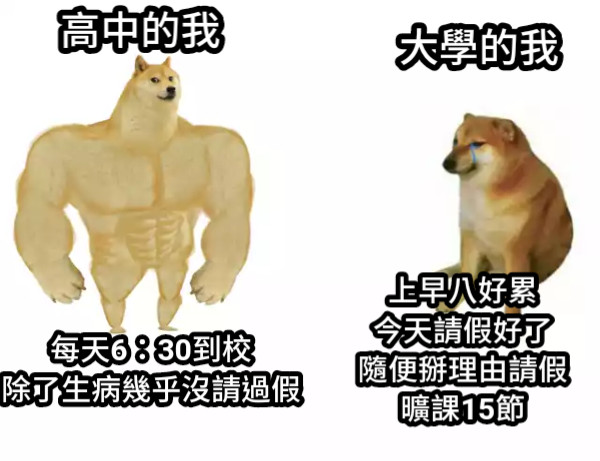 高中的我
大學的我
每天6：30到校
除了生病幾乎沒請過假
上早八好累
今天請假好了
隨便掰理由請假
曠課15節